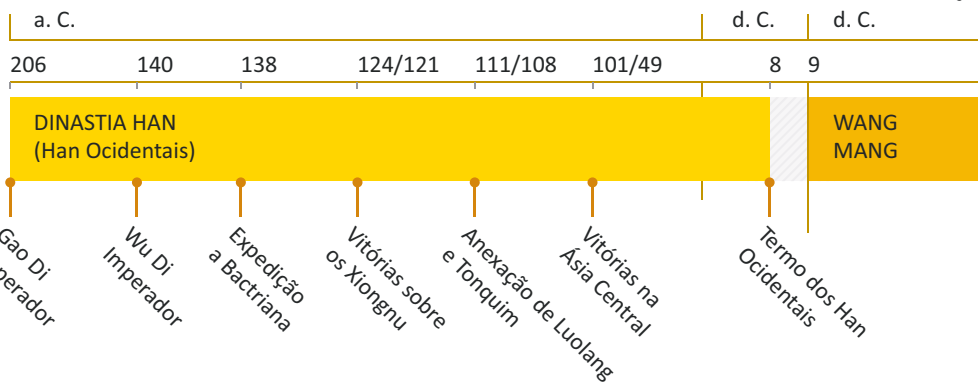 a. C.
d. C.
d. C.
206
140
138
124/121
111/108
101/49
8
9
DINASTIA HAN
(Han Ocidentais)
WANG
MANG
Gao Di
Wu Di
Imperador
Expedição
a Bactriana
Vitórias sobre
os Xiongnu
Anexação de Luolang
e Tonquim
Vitórias na
Ásia Central
Termo dos Han
Ocidentais